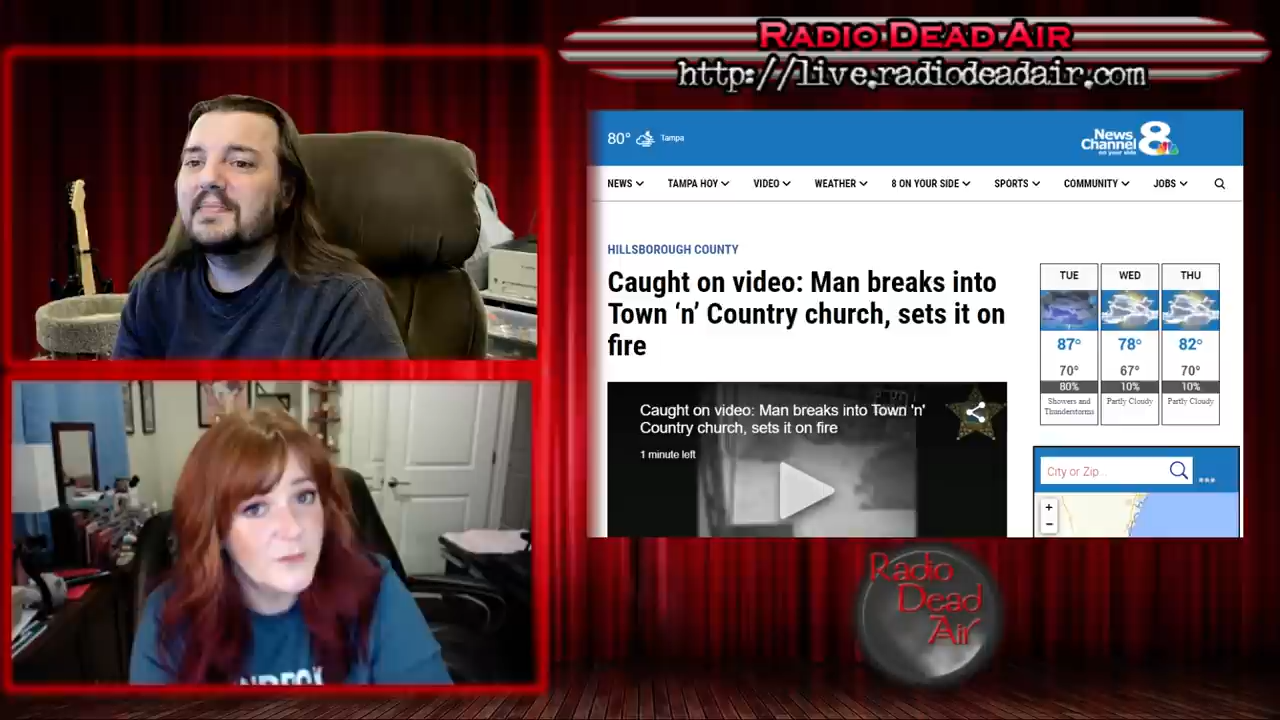 RADIO DEAD AIR
http://live.radiodeadair.com
80°
Tampa
News
Channel 8
on your side
NEWS
TAMPA HOY
VIDEO
WEATHER
8 ON YOUR SIDE
SPORTS
COMMUNITY
JOBS
HILLSBOROUGH COUNTY
Caught on video: Man breaks into
Town ‘n’ Country church, sets it on
fire
TUE
WED
THU
87°
78°
82°
70°
67°
70°
80%
10%
10%
Showers and
Thunderstorms
Partly Cloudy
Partly Cloudy
Caught on video: Man breaks into Town 'n'
Country church, sets it on fire
1 minute left
City or Zip...
+
−
Radio
Dead
Air